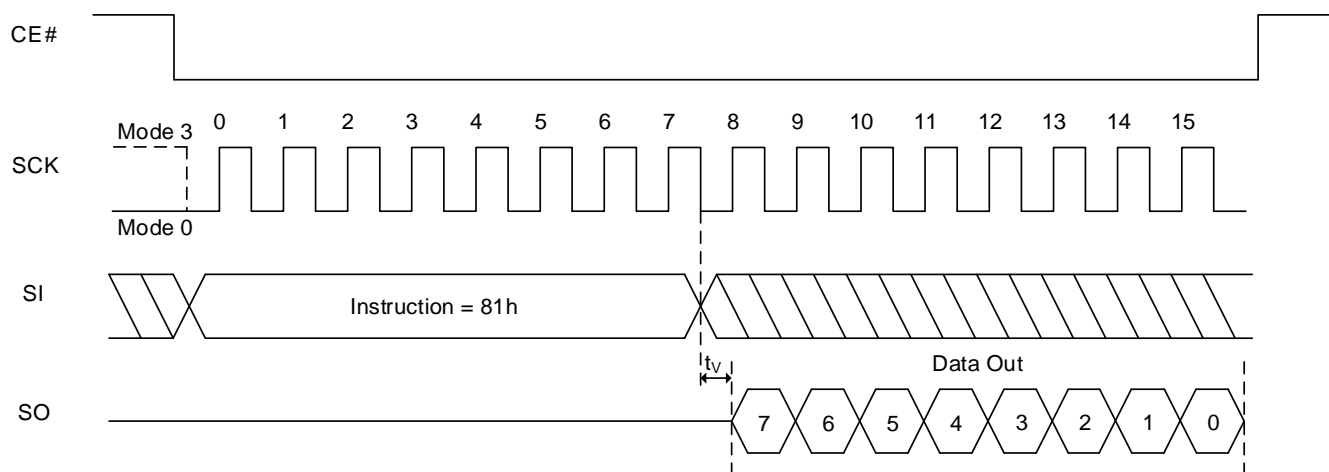 CE#
0 1 2 3 4 5 6 7 8 9 10 11 12 13 14 15
Mode 3
SCK
Mode 0
SI
Instruction = 81h
tV
Data Out
SO
7 6 5 4 3 2 1 0